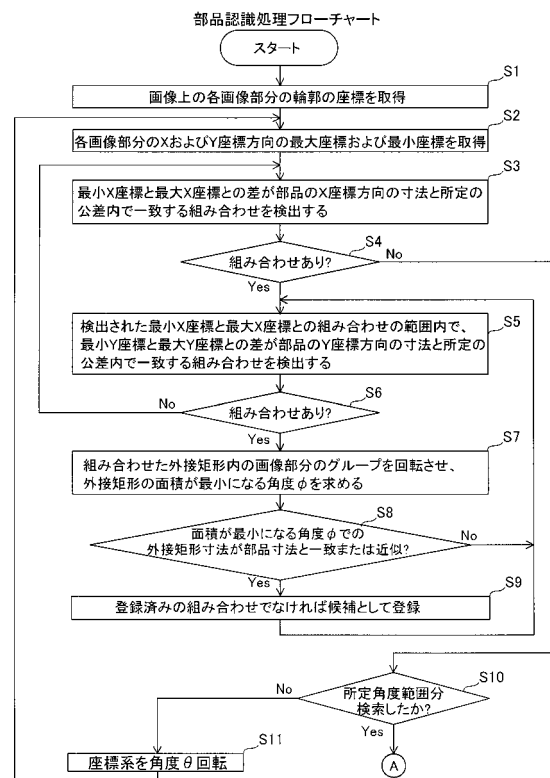 部品認識処理フローチャート
スタート
S1
画像上の各画像部分の輪郭の座標を取得
S2
各画像部分のXおよびY座標方向の最大座標および最小座標を取得
S3
最小X座標と最大X座標との差が部品のX座標方向の寸法と所定の
公差内で一致する組み合わせを検出する
S4
組み合わせあり?
No
Yes
検出された最小X座標と最大X座標との組み合わせの範囲内で、
最小Y座標と最大Y座標との差が部品のY座標方向の寸法と所定の
公差内で一致する組み合わせを検出する
S5
S6
No
組み合わせあり?
Yes
S7
組み合わせた外接矩形内の画像部分のグループを回転させ、
外接矩形の面積が最小になる角度φを求める
S8
面積が最小になる角度φでの
外接矩形寸法が部品寸法と一致または近似?
No
Yes
S9
登録済みの組み合わせでなければ候補として登録
S10
No
所定角度範囲分
検索したか?
Yes
S11
座標系を角度θ回転
A